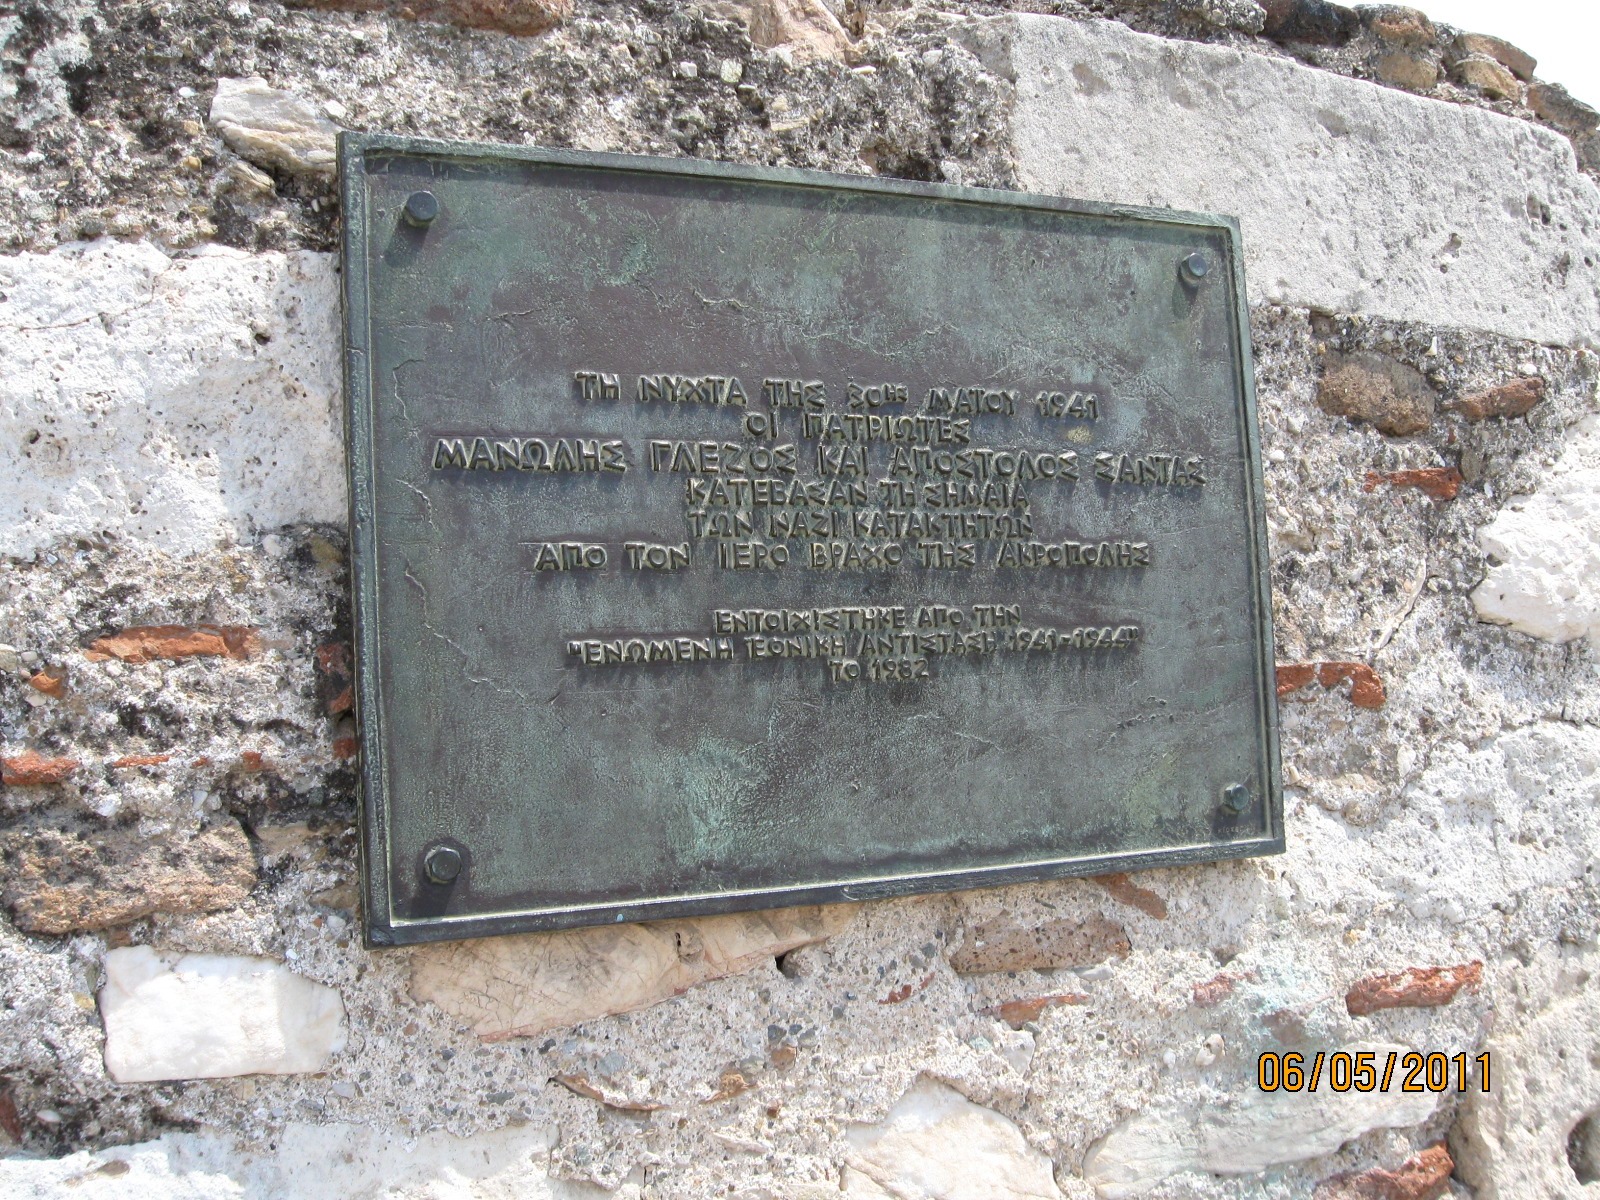 ΤΗ ΝΥΧΤΑ ΤΗΣ 30ΗΣ ΜΑΪΟΥ 1941
ΟΙ ΠΑΤΡΙΩΤΕΣ
ΜΑΝΩΛΗΣ ΓΛΕΖΟΣ ΚΑΙ ΑΠΟΣΤΟΛΟΣ ΣΑΝΤΑΣ
ΚΑΤΕΒΑΣΑΝ ΤΗ ΣΗΜΑΙΑ
ΤΩΝ ΝΑΖΙ ΚΑΤΑΚΤΗΤΩΝ
ΑΠΟ ΤΟΝ ΙΕΡΟ ΒΡΑΧΟ ΤΗΣ ΑΚΡΟΠΟΛΗΣ
ΕΝΤΟΙΧΙΣΤΗΚΕ ΑΠΟ ΤΗΝ
"ΕΝΩΜΕΝΗ ΕΘΝΙΚΗ ΑΝΤΙΣΤΑΣΗ 1941-1944"
ΤΟ 1982
06/05/2011